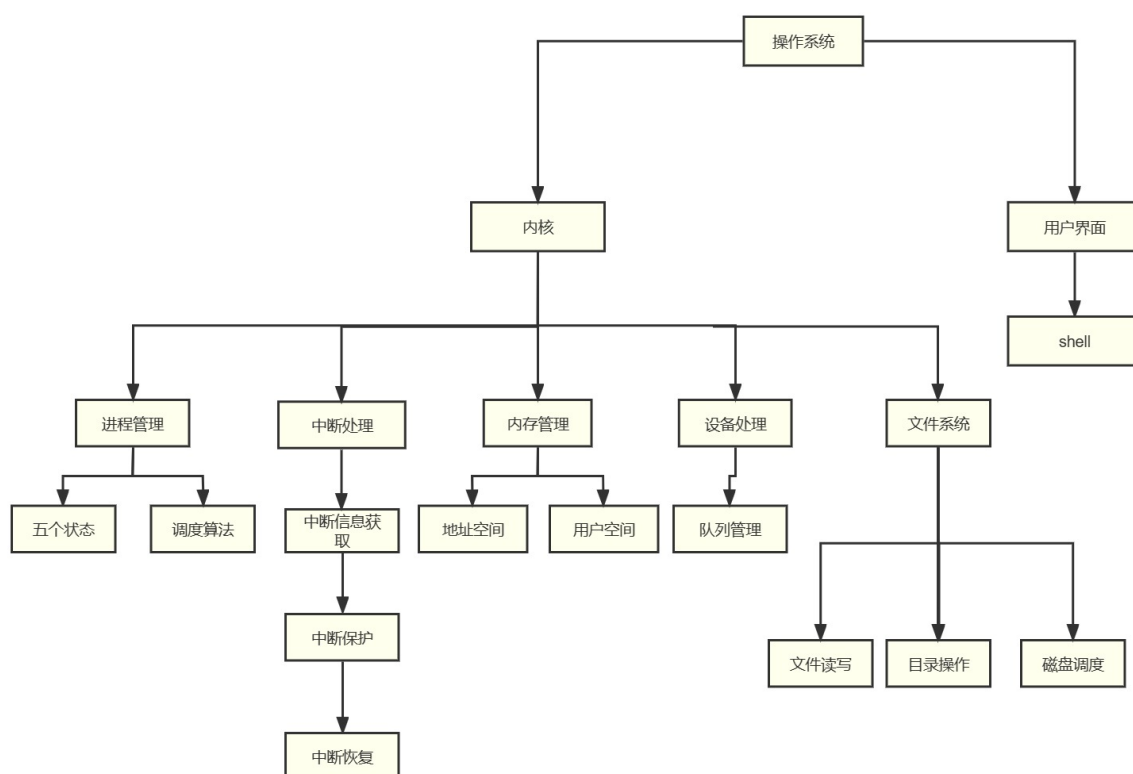 操作系统
内核
用户界面
shell
进程管理
中断处理
内存管理
设备处理
文件系统
五个状态
调度算法
中断信息获
取
地址空间
用户空间
队列管理
中断保护
文件读写
目录操作
磁盘调度
中断恢复